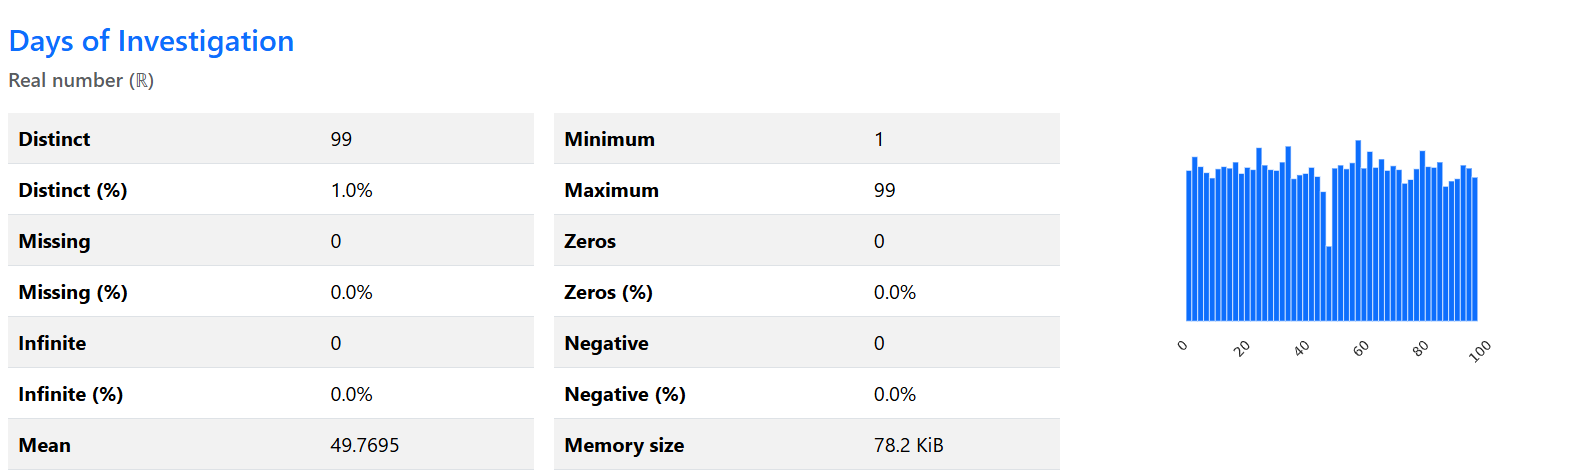 Days of Investigation
Real number (ℝ)
Distinct 99
Distinct (%) 1.0%
Missing 0
Missing (%) 0.0%
Infinite 0
Infinite (%) 0.0%
Mean 49.7695
Minimum 1
Maximum 99
Zeros 0
Zeros (%) 0.0%
Negative 0
Negative (%) 0.0%
Memory size 78.2 KiB
0 20 40 60 80 100